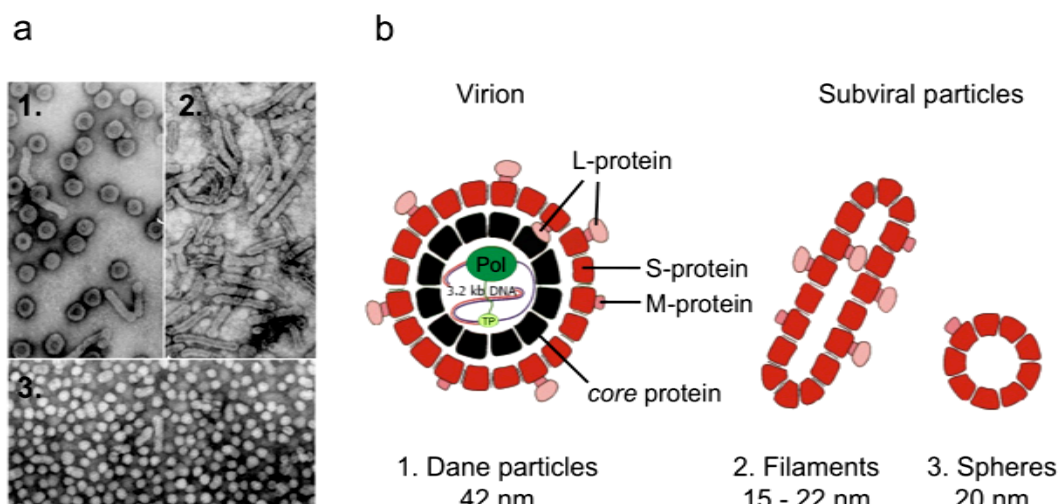 a
b
1.
2.
3.
Virion
Subviral particles
L-protein
Pol
3.2 kb DNA
TP
S-protein
M-protein
core protein
1. Dane particles
42 nm
2. Filaments
15 - 22 nm
3. Spheres
20 nm